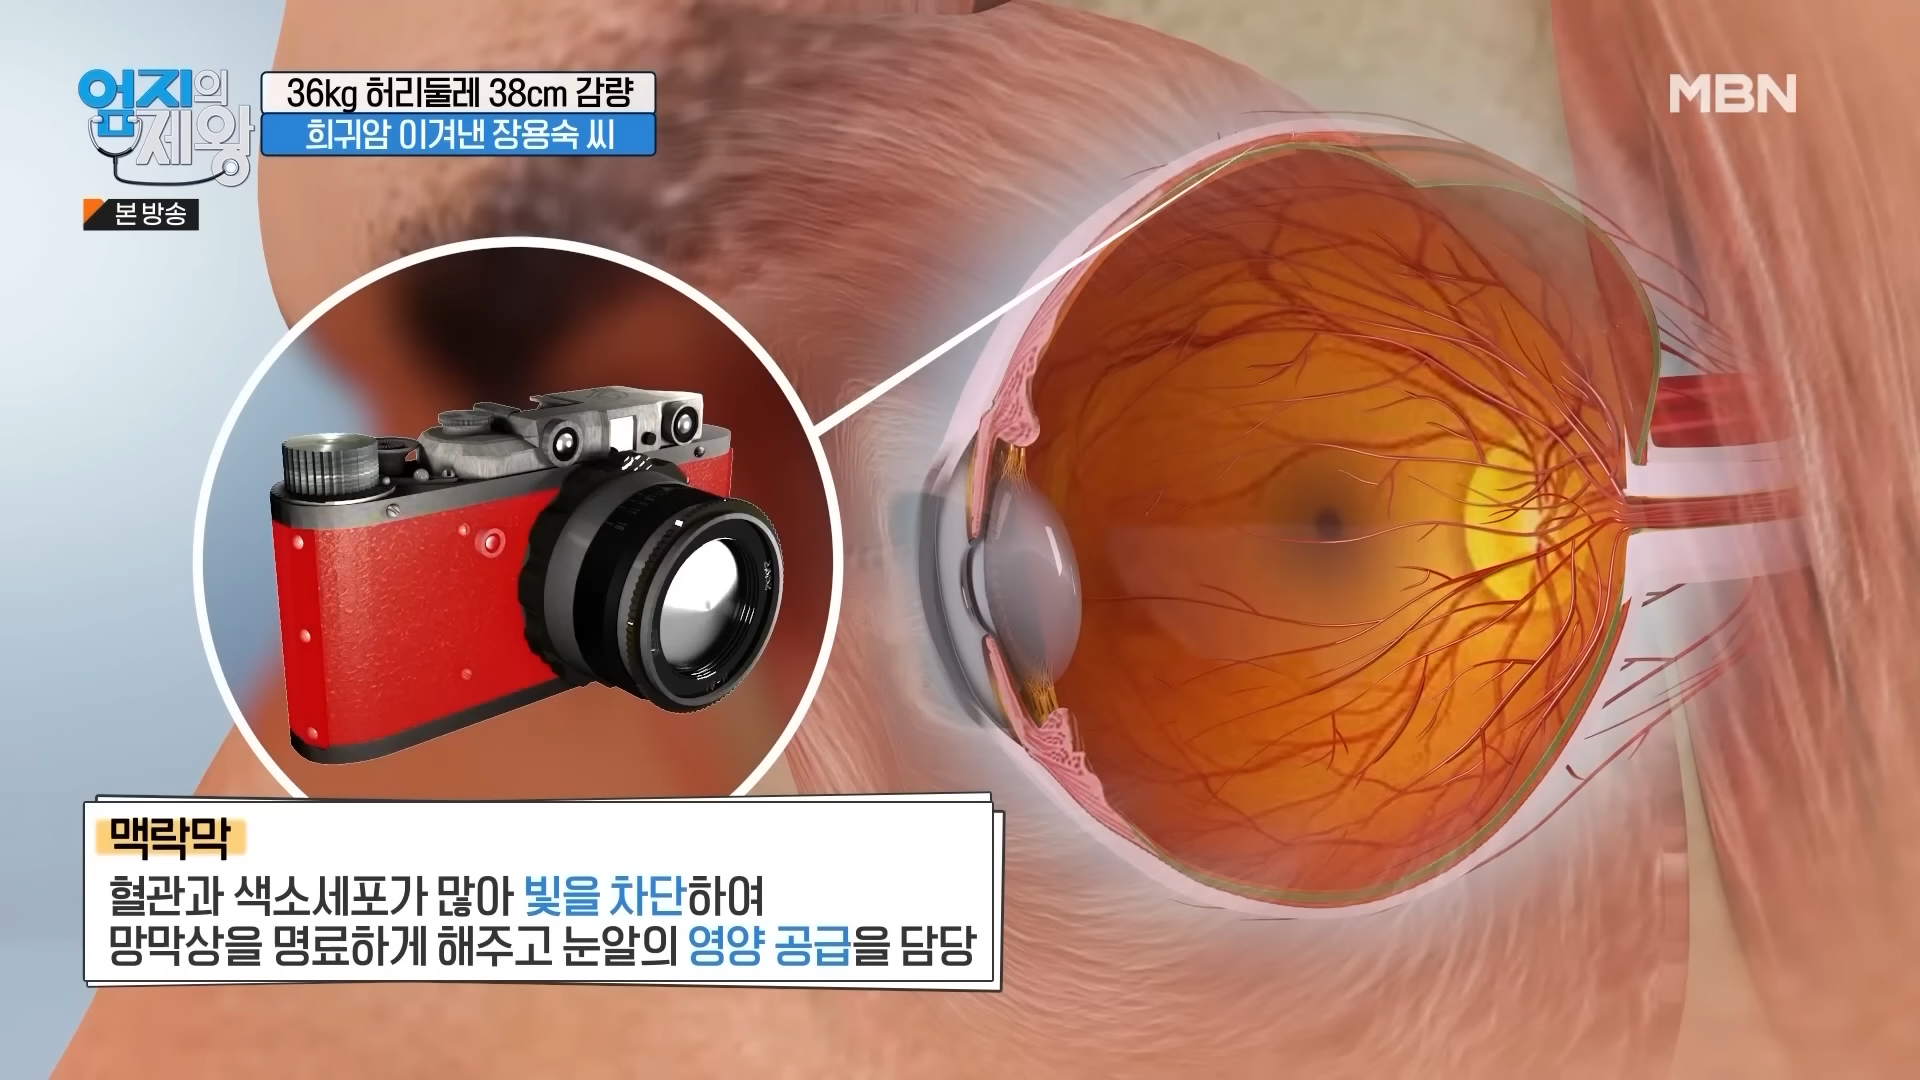 엄지의
제왕
36kg 허리둘레 38cm 감량
희귀암 이겨낸 장용숙 씨
본 방송
MBN
맥락막
혈관과 색소세포가 많아 빛을 차단하여
망막상을 명료하게 해주고 눈알의 영양 공급을 담당